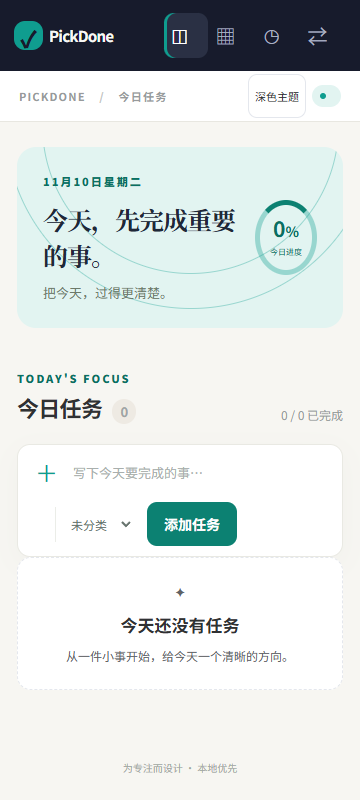 PickDone
PICKDONE / 今日任务
深色主题
11月10日星期二
今天，先完成重要
的事。
把今天，过得更清楚。
0%
今日进度
TODAY'S FOCUS
今日任务 0
0 / 0 已完成
写下今天要完成的事…
未分类
添加任务
今天还没有任务
从一件小事开始，给今天一个清晰的方向。
为专注而设计 · 本地优先